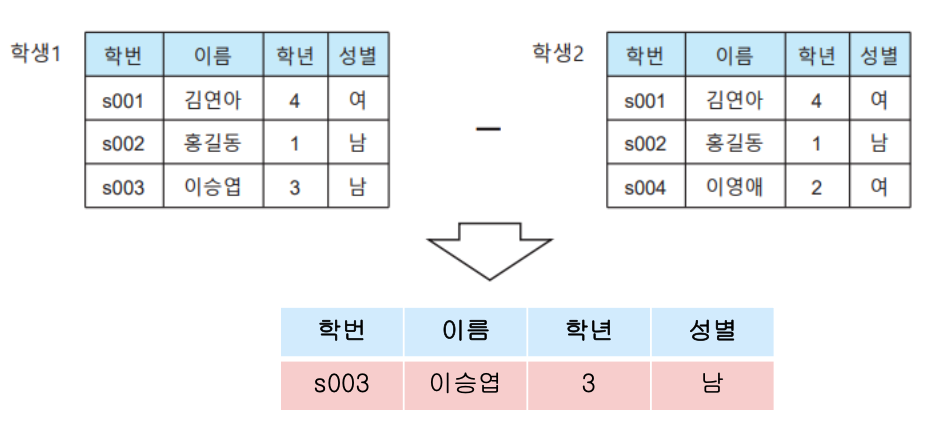 학생1
학번 이름 학년 성별
s001 김연아 4 여
s002 홍길동 1 남
s003 이승엽 3 남
−
학생2
학번 이름 학년 성별
s001 김연아 4 여
s002 홍길동 1 남
s004 이영애 2 여
학번 이름 학년 성별
s003 이승엽 3 남